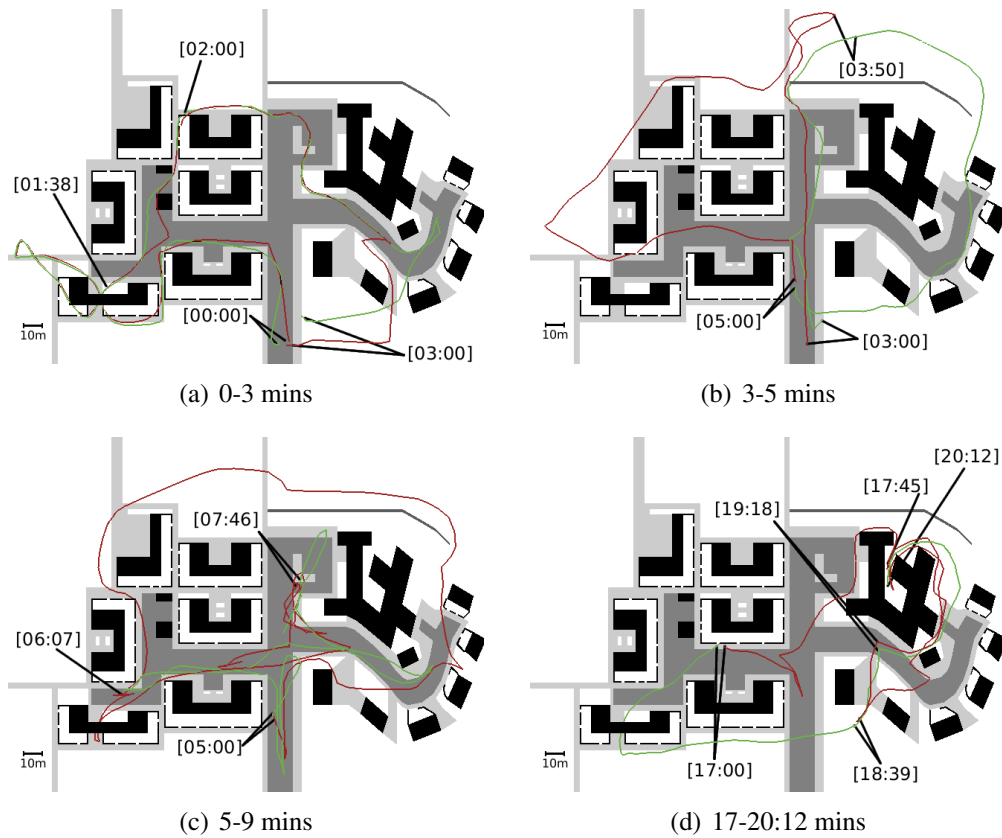 [02:00]
[01:38]
[00:00]
[03:00]
10m
(a) 0-3 mins
[03:50]
[05:00]
[03:00]
10m
(b) 3-5 mins
[07:46]
[06:07]
[05:00]
10m
(c) 5-9 mins
[20:12]
[17:45]
[19:18]
[17:00]
[18:39]
10m
(d) 17-20:12 mins